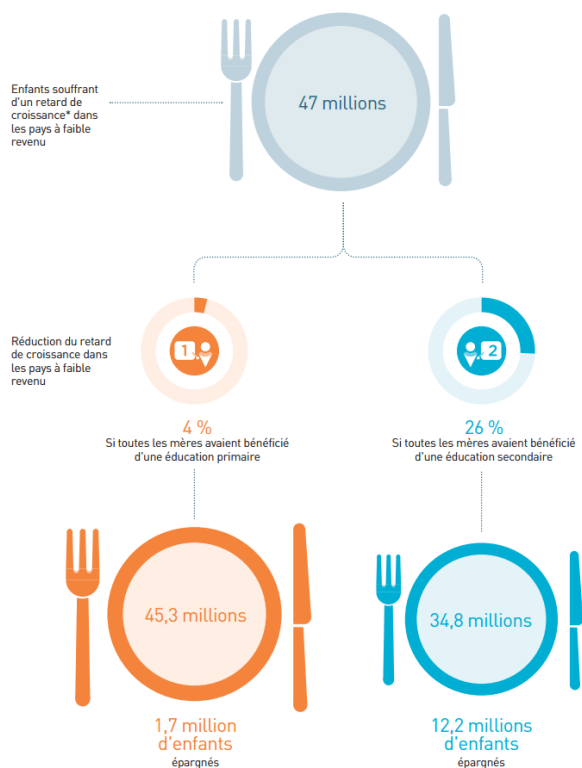 Enfants souffrant
d'un retard de
croissance* dans
les pays à faible
revenu
47 millions
Réduction du retard
de croissance dans
les pays à faible
revenu
1
2
4 %
Si toutes les mères avaient bénéficié
d'une éducation primaire
26 %
Si toutes les mères avaient bénéficié
d'une éducation secondaire
45,3 millions
34,8 millions
1,7 million
d'enfants
épargnés
12,2 millions
d'enfants
épargnés